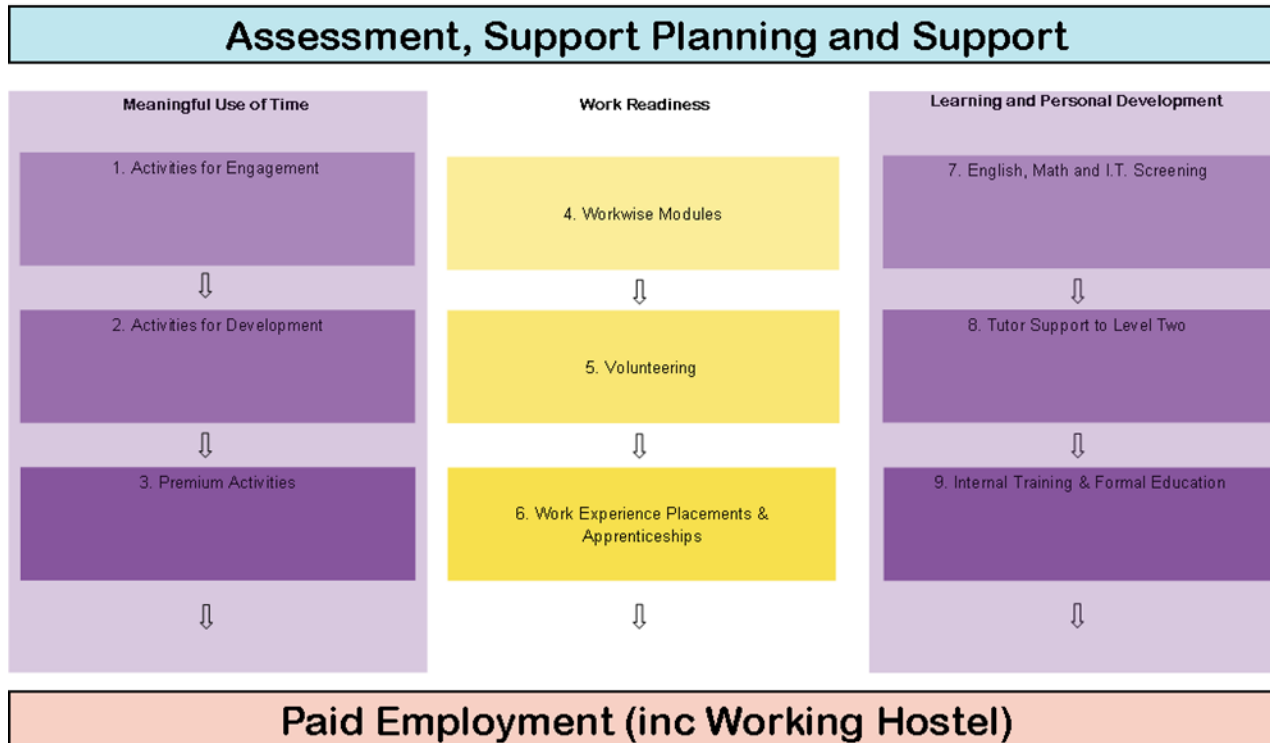 Assessment, Support Planning and Support
Meaningful Use of Time
1. Activities for Engagement
2. Activities for Development
3. Premium Activities
Work Readiness
4. Workwise Modules
5. Volunteering
6. Work Experience Placements &
Apprenticeships
Learning and Personal Development
7. English, Math and I.T. Screening
8. Tutor Support to Level Two
9. Internal Training & Formal Education
Paid Employment (inc Working Hostel)